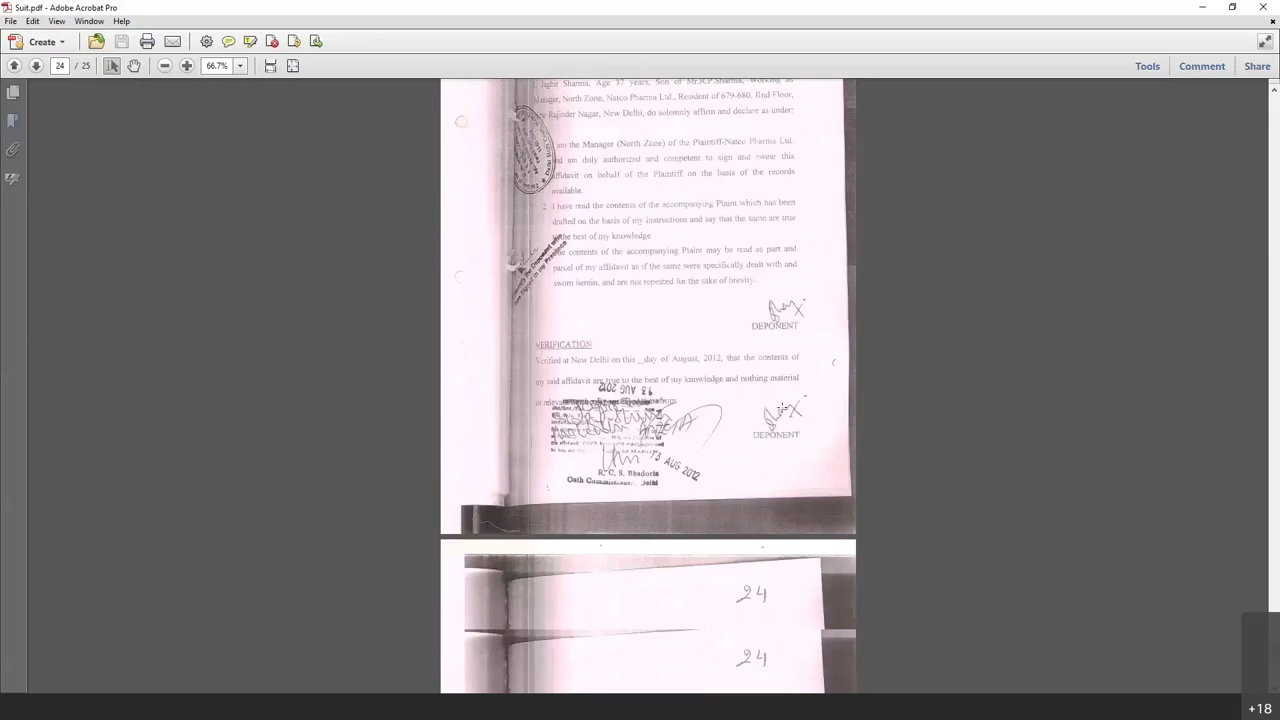 Suit.pdf - Adobe Acrobat Pro
File Edit View Window Help
Create
24 / 25 66.7% Tools Comment Share
Jagbir Sharma, Age 37 years, Son of Sharma, Working as
Manager, North Zone, Natco Pharma Ltd., Resident of 679-680, IInd Floor,
Rajinder Nagar, New Delhi, do solemnly affirm and declare as under:
am the Manager (North Zone) of the Plaintiff-Natco Pharma Ltd.
and am duly authorized and competent to sign and swear this
affidavit on behalf of the Plaintiff on the basis of the records
available.
2. I have read the contents of the accompanying Plaint which has been
drafted on the basis of my instructions and say that the same are true
to the best of my knowledge
The contents of the accompanying Plaint may be read as part and
parcel of my affidavit as if the same were specifically dealt with and
sworn herein, and are not repeated for the sake of brevity.
DEPONENT
VERIFICATION
Verified at New Delhi on this _day of August, 2012, that the contents of
my said affidavit are true to the best of my knowledge and nothing material
13 AUG 2012
DEPONENT
13 AUG 2012
R. C. S. Bhadoria
Oath Commissioner, Delhi
24
24
+18